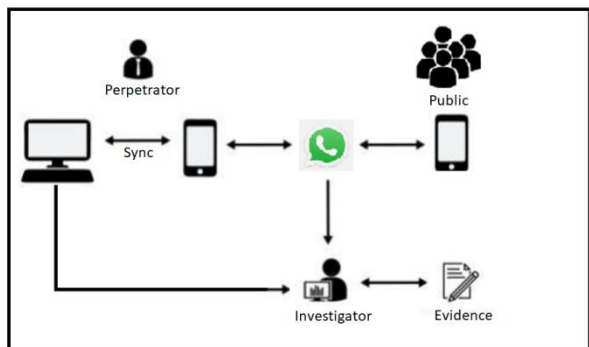 Perpetrator
Public
Sync
Investigator
Evidence